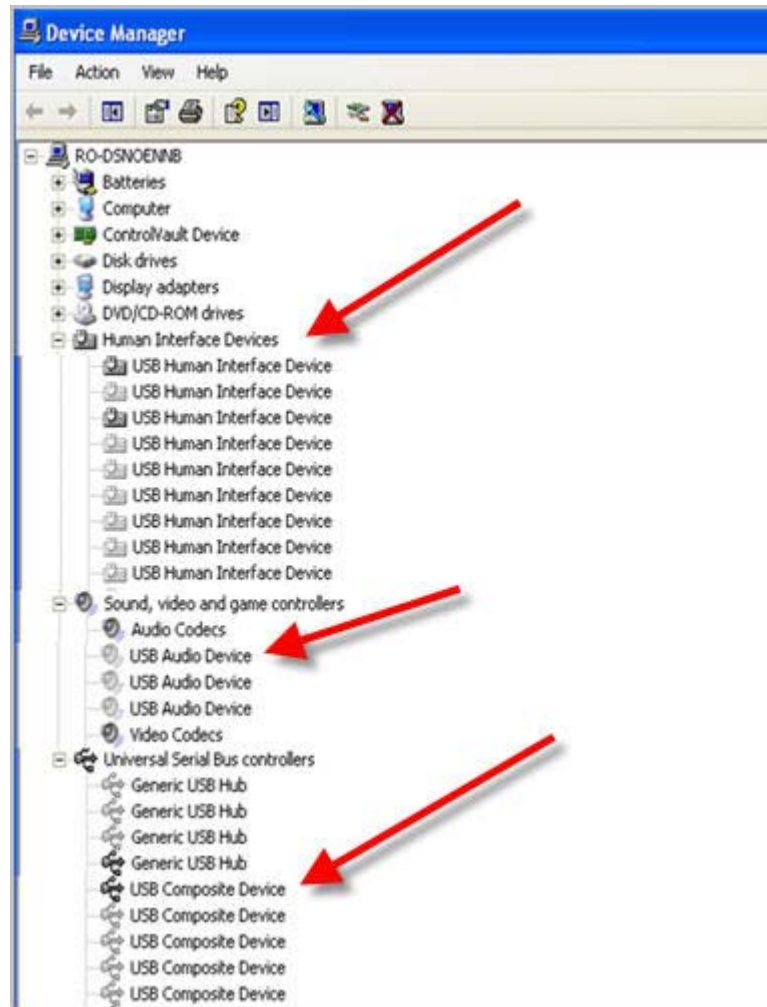 Device Manager
File Action View Help
RO-DSNOENNB
Batteries
Computer
ControlVault Device
Disk drives
Display adapters
DVD/CD-ROM drives
Human Interface Devices
USB Human Interface Device
USB Human Interface Device
USB Human Interface Device
USB Human Interface Device
USB Human Interface Device
USB Human Interface Device
USB Human Interface Device
USB Human Interface Device
USB Human Interface Device
Sound, video and game controllers
Audio Codecs
USB Audio Device
USB Audio Device
USB Audio Device
Video Codecs
Universal Serial Bus controllers
Generic USB Hub
Generic USB Hub
Generic USB Hub
Generic USB Hub
USB Composite Device
USB Composite Device
USB Composite Device
USB Composite Device
USB Composite Device